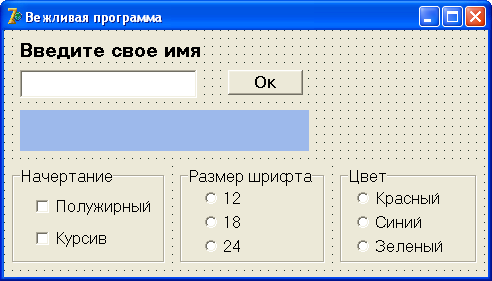 Вежливая программа
Введите свое имя
Ок
Начертание
Полужирный
Курсив
Размер шрифта
12
18
24
Цвет
Красный
Синий
Зеленый